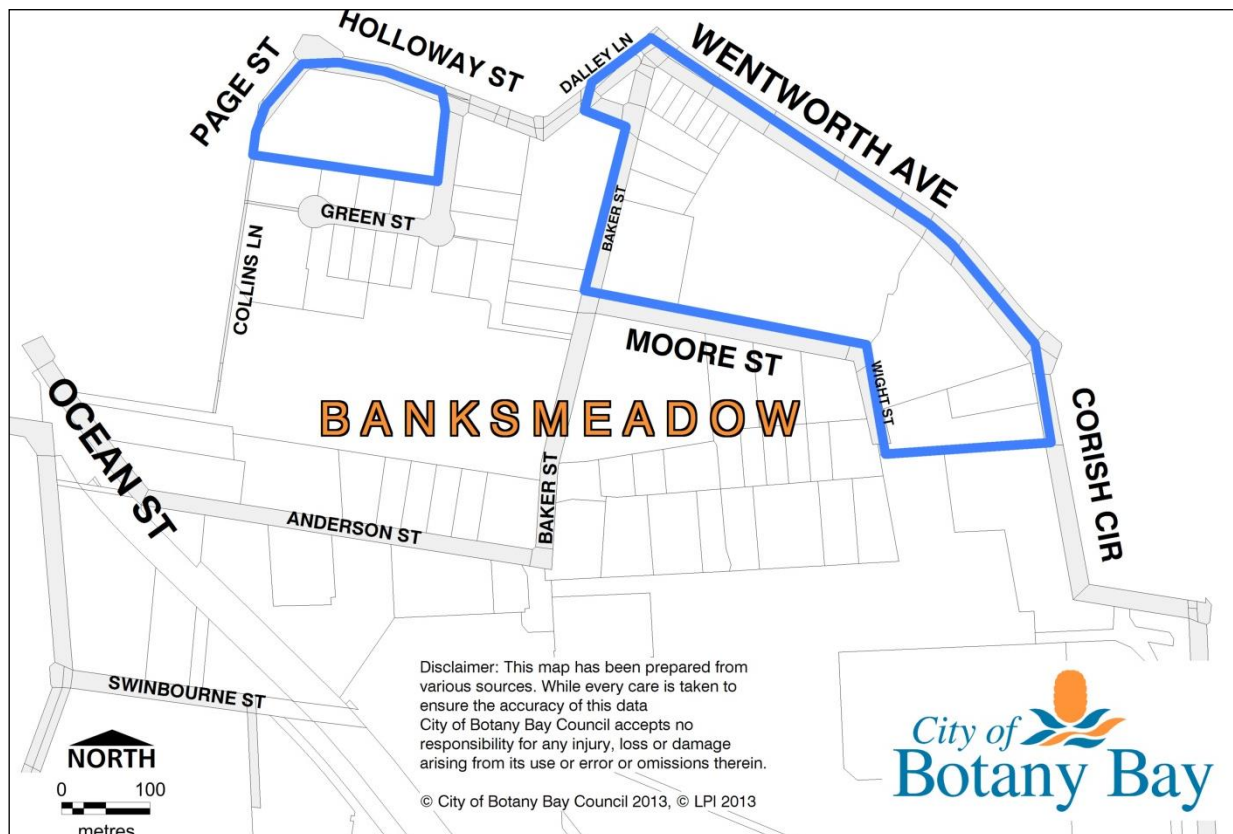 HOLLOWAY ST
PAGE ST
DALLEY LN
WENTWORTH AVE
BAKER ST
GREEN ST
COLLINS LN
MOORE ST
WIGHT ST
OCEAN ST
BANKSMEADOW
CORISH CIR
BAKER ST
ANDERSON ST
SWINBOURNE ST
NORTH
0 100
metres
Disclaimer: This map has been prepared from
various sources. While every care is taken to
ensure the accuracy of this data
City of Botany Bay Council accepts no
responsibility for any injury, loss or damage
arising from its use or error or omissions therein.
© City of Botany Bay Council 2013, © LPI 2013
City of
Botany Bay